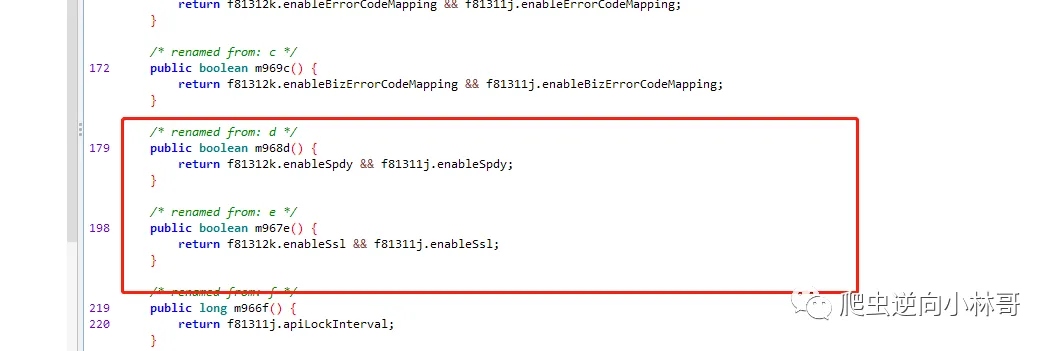 return f81312k.enableErrorCodeMapping && f81311j.enableErrorCodeMapping;
}
/* renamed from: c */
172 public boolean m969c() {
return f81312k.enableBizErrorCodeMapping && f81311j.enableBizErrorCodeMapping;
}
/* renamed from: d */
179 public boolean m968d() {
return f81312k.enableSpdy && f81311j.enableSpdy;
}
/* renamed from: e */
198 public boolean m967e() {
return f81312k.enableSsl && f81311j.enableSsl;
}
/* renamed from: f */
219 public long m966f() {
220 return f81311j.apiLockInterval;
}
爬虫逆向小林哥